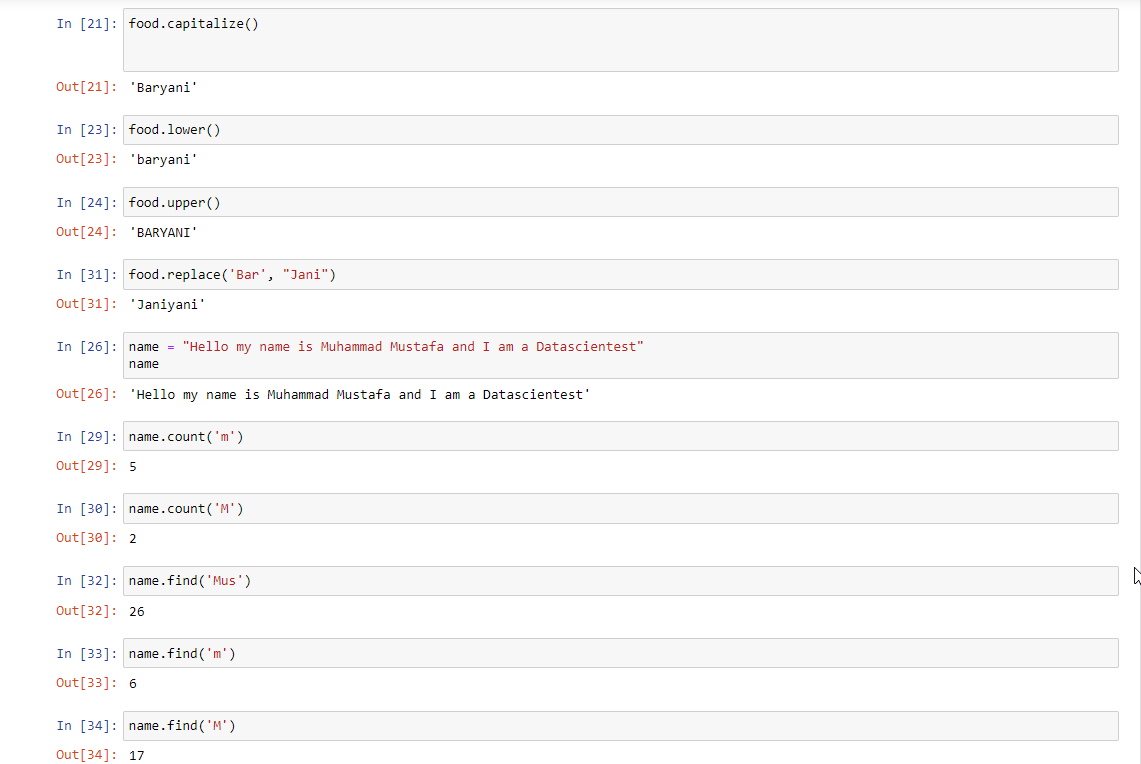 In [21]: food.capitalize()
Out[21]: 'Baryani'
In [23]: food.lower()
Out[23]: 'baryani'
In [24]: food.upper()
Out[24]: 'BARYANI'
In [31]: food.replace('Bar', "Jani")
Out[31]: 'Janiyani'
In [26]: name = "Hello my name is Muhammad Mustafa and I am a Datascientest"
name
Out[26]: 'Hello my name is Muhammad Mustafa and I am a Datascientest'
In [29]: name.count('m')
Out[29]: 5
In [30]: name.count('M')
Out[30]: 2
In [32]: name.find('Mus')
Out[32]: 26
In [33]: name.find('m')
Out[33]: 6
In [34]: name.find('M')
Out[34]: 17